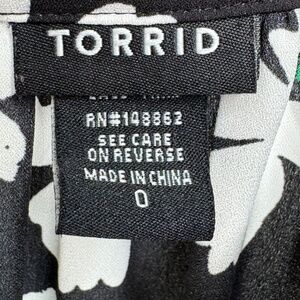 TORRID
RN#148862
SEE CARE
ON REVERSE
MADE IN CHINA
0